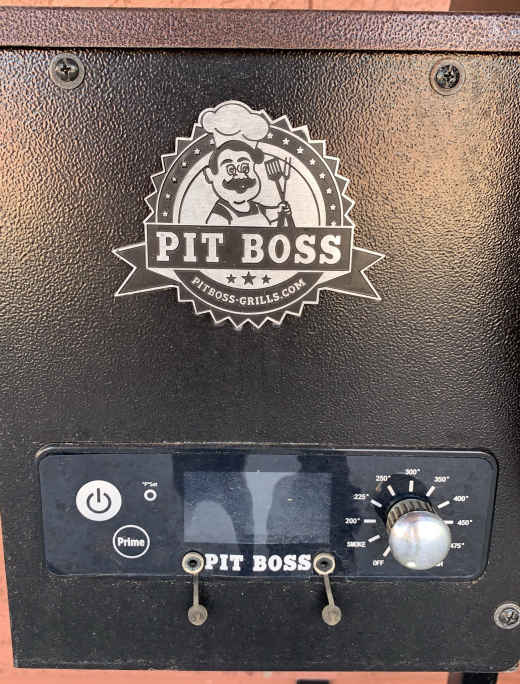 PIT BOSS
PITBOSS-GRILLS.COM
"P"Set
Prime
PIT BOSS
OFF
SMOKE
200°
225°
250°
300°
350°
400°
450°
475°